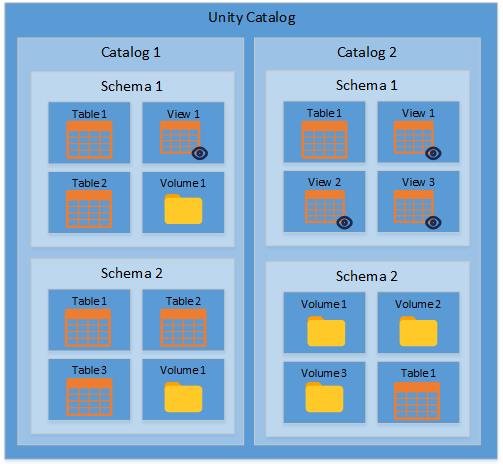 Unity Catalog
Catalog 1
Schema 1
Table1
View 1
Table2
Volume1
Schema 2
Table1
Table2
Table3
Volume1
Catalog 2
Schema 1
Table1
View 1
View 2
View 3
Schema 2
Volume1
Volume2
Volume3
Table1